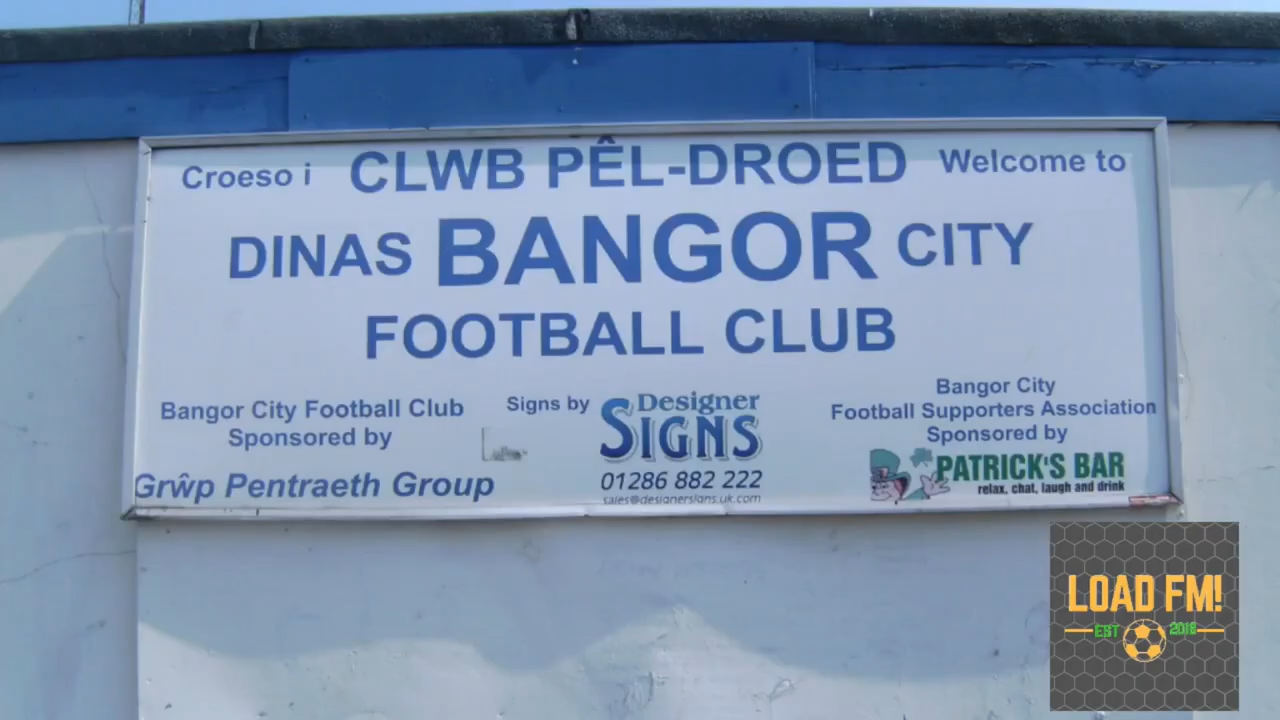 Croeso i CLWB PÊL-DROED Welcome to
DINAS BANGOR CITY
FOOTBALL CLUB
Bangor City Football Club
Sponsored by
Grŵp Pentraeth Group
Signs by Designer
SIGNS
01286 882 222
sales@designersigns.uk.com
Bangor City
Football Supporters Association
Sponsored by
PATRICK'S BAR
relax, chat, laugh and drink
LOAD FM!
EST 2018